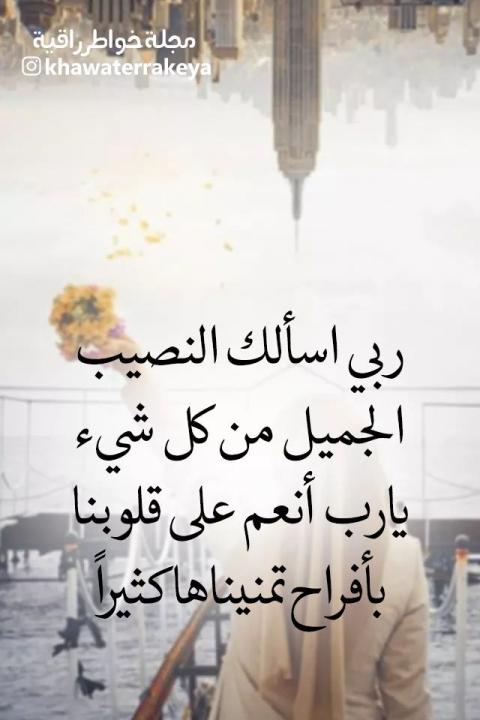 مجلة خواطر راقية
khawaterrakeya
ربي اسألك النصيب
الجميل من كل شيء
يارب أنعم على قلوبنا
بأفراح تمنيناها كثيراً